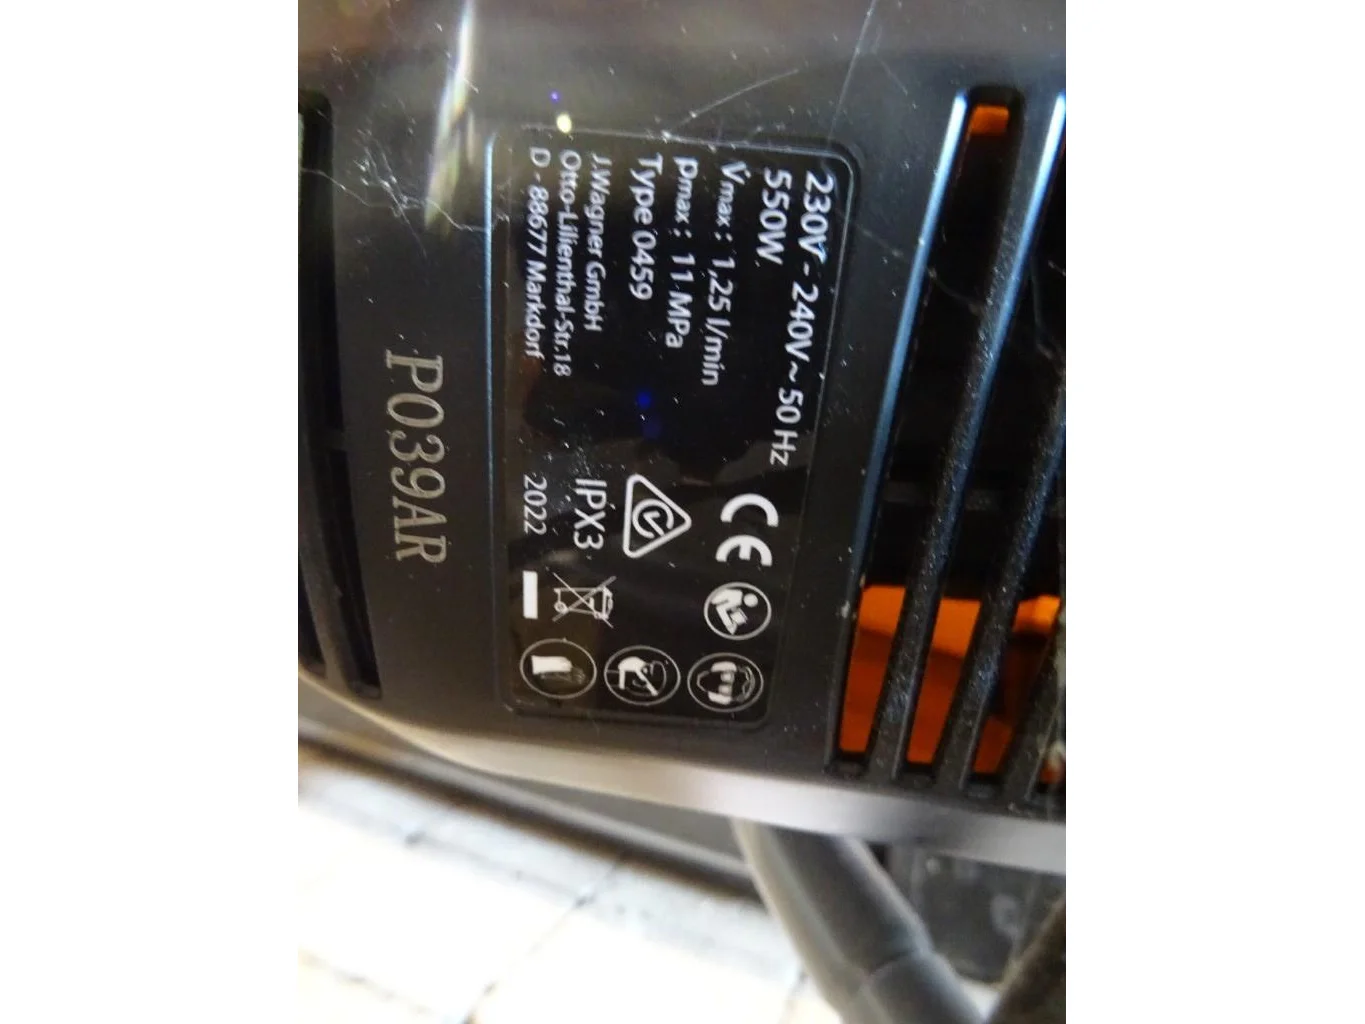 230V - 240V ~ 50 Hz
550W
V̇max : 1,25 l/min
pmax : 11 MPa
Type 0459
J.Wagner GmbH
Otto-Lilienthal-Str.18
D - 88677 Markdorf
CE
IPX3
2022
P039AR